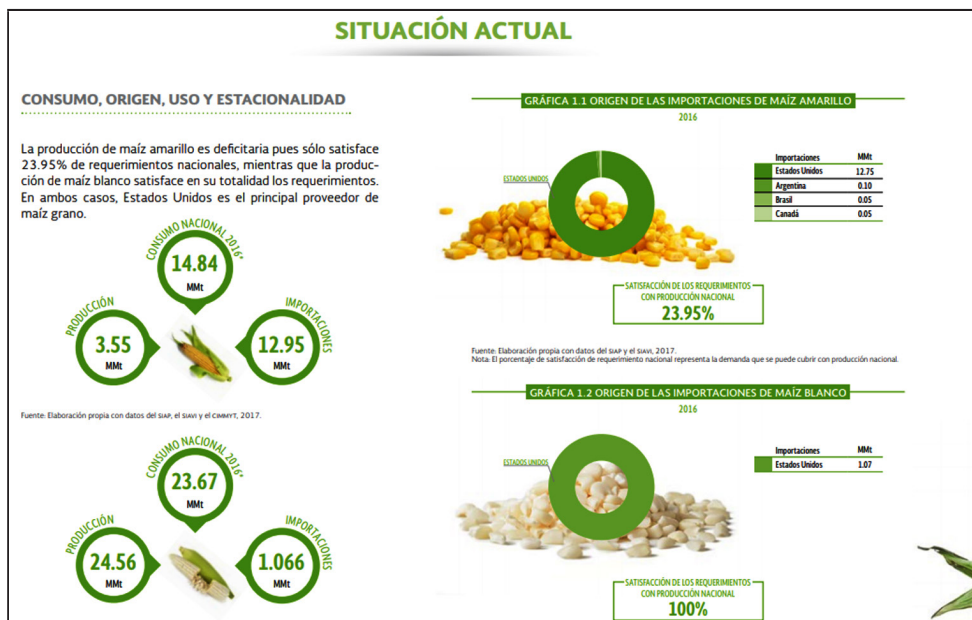 SITUACIÓN ACTUAL
CONSUMO, ORIGEN, USO Y ESTACIONALIDAD
La producción de maíz amarillo es deficitaria pues sólo satisface
23.95% de requerimientos nacionales, mientras que la produc-
ción de maíz blanco satisface en su totalidad los requerimientos.
En ambos casos, Estados Unidos es el principal proveedor de
maíz grano.
CONSUMO NACIONAL 2016*
14.84
MMt
PRODUCCIÓN
3.55
MMt
IMPORTACIONES
12.95
MMt
Fuente: Elaboración propia con datos del SIAP, el SIAVI y el CIMMYT, 2017.
CONSUMO NACIONAL 2016*
23.67
MMt
PRODUCCIÓN
24.56
MMt
IMPORTACIONES
1.066
MMt
GRÁFICA 1.1 ORIGEN DE LAS IMPORTACIONES DE MAÍZ AMARILLO
2016
ESTADOS UNIDOS
Importaciones MMt
Estados Unidos 12.75
Argentina 0.10
Brasil 0.05
Canadá 0.05
SATISFACCIÓN DE LOS REQUERIMIENTOS
CON PRODUCCIÓN NACIONAL
23.95%
Fuente: Elaboración propia con datos del SIAP y el SIAVI, 2017.
Nota: El porcentaje de satisfacción de requerimiento nacional representa la demanda que se puede cubrir con producción nacional.
GRÁFICA 1.2 ORIGEN DE LAS IMPORTACIONES DE MAÍZ BLANCO
2016
ESTADOS UNIDOS
Importaciones MMt
Estados Unidos 1.07
SATISFACCIÓN DE LOS REQUERIMIENTOS
CON PRODUCCIÓN NACIONAL
100%